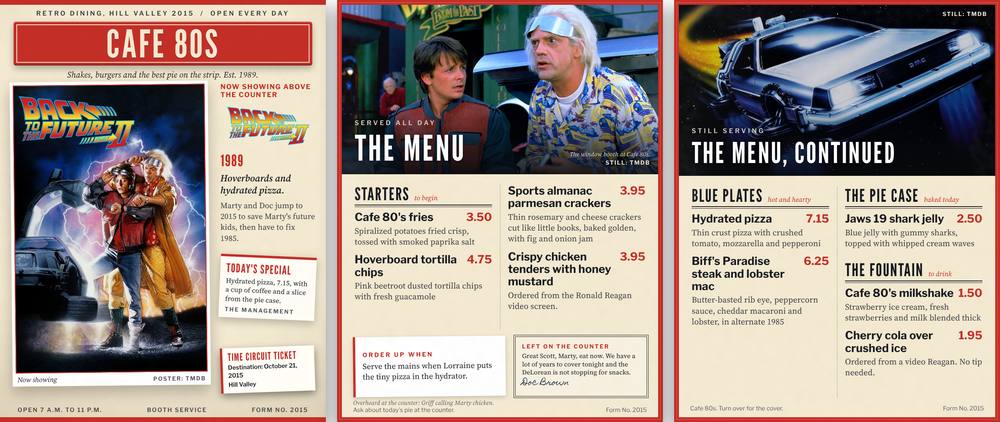 RETRO DINING, HILL VALLEY 2015 / OPEN EVERY DAY
CAFE 80S
Shakes, burgers and the best pie on the strip. Est. 1989.
BACK
TO THE
FUTURE II
Now showing
POSTER: TMDB
NOW SHOWING ABOVE
THE COUNTER
BACK
TO THE
FUTURE II
1989
Hoverboards and
hydrated pizza.
Marty and Doc jump to
2015 to save Marty's future
kids, then have to fix
1985.
TODAY'S SPECIAL
Hydrated pizza, 7.15, with
a cup of coffee and a slice
from the pie case.
THE MANAGEMENT
TIME CIRCUIT TICKET
Destination: October 21,
2015
Hill Valley
OPEN 7 A.M. TO 11 P.M.
BOOTH SERVICE
FORM NO. 2015
SERVED ALL DAY
THE MENU
The window booth at Cafe 80s.
STILL: TMDB
STARTERS to begin
Cafe 80's fries 3.50
Spiralized potatoes fried crisp,
tossed with smoked paprika salt
Hoverboard tortilla 4.75
chips
Pink beetroot dusted tortilla chips
with fresh guacamole
Sports almanac 3.95
parmesan crackers
Thin rosemary and cheese crackers
cut like little books, baked golden,
with fig and onion jam
Crispy chicken 3.95
tenders with honey
mustard
Ordered from the Ronald Reagan
video screen.
ORDER UP WHEN
Serve the mains when Lorraine puts
the tiny pizza in the hydrator.
LEFT ON THE COUNTER
Great Scott, Marty, eat now. We have a
lot of years to cover tonight and the
DeLorean is not stopping for snacks.
Doc Brown
Overheard at the counter: Griff calling Marty chicken.
Ask about today's pie at the counter.
Form No. 2015
STILL: TMDB
DMC
STILL SERVING
THE MENU, CONTINUED
BLUE PLATES hot and hearty
Hydrated pizza 7.15
Thin crust pizza with crushed
tomato, mozzarella and pepperoni
Biff's Paradise 6.25
steak and lobster
mac
Butter-basted rib eye, peppercorn
sauce, cheddar macaroni and
lobster, in alternate 1985
THE PIE CASE baked today
Jaws 19 shark jelly 2.50
Blue jelly with gummy sharks,
topped with whipped cream waves
THE FOUNTAIN to drink
Cafe 80's milkshake 1.50
Strawberry ice cream, fresh
strawberries and milk blended thick
Cherry cola over 1.95
crushed ice
Ordered from a video Reagan. No tip
needed.
Cafe 80s. Turn over for the cover.
Form No. 2015